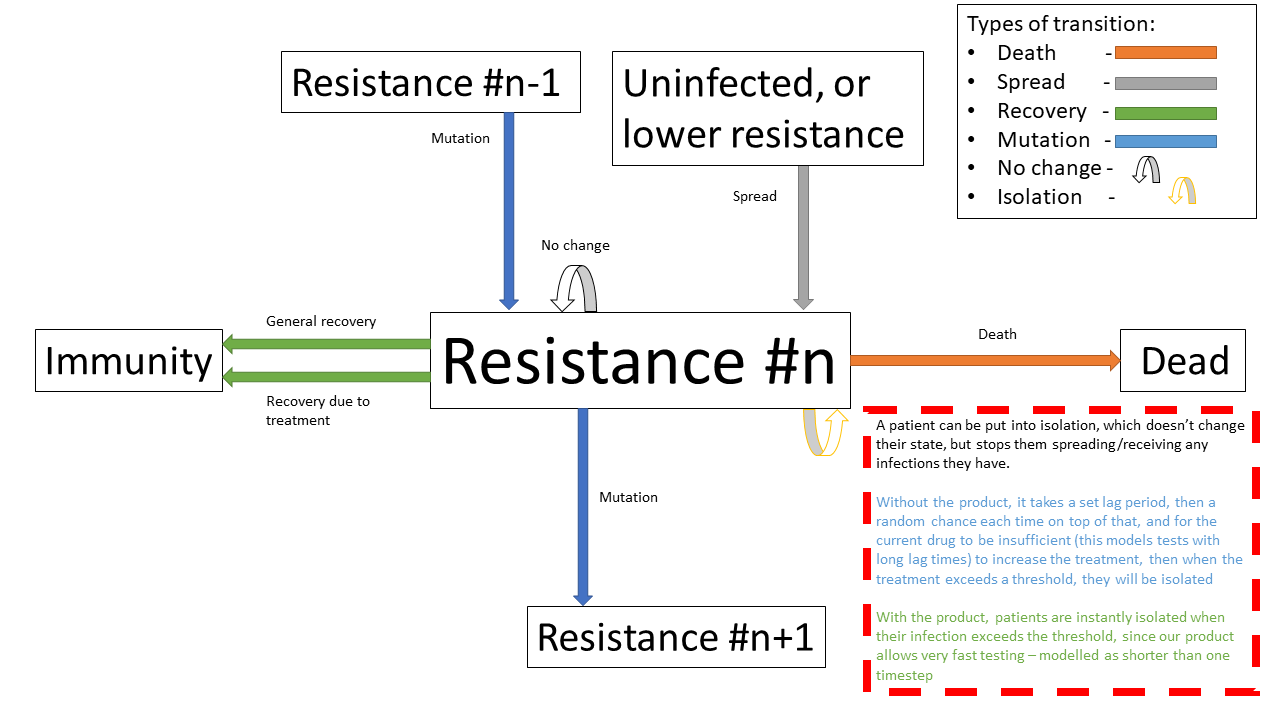 Types of transition:
• Death -
• Spread -
• Recovery -
• Mutation -
• No change -
• Isolation -
Resistance #n-1
Uninfected, or
lower resistance
Mutation
Spread
No change
General recovery
Immunity
Resistance #n
Death
Dead
Recovery due to
treatment
A patient can be put into isolation, which doesn’t change
their state, but stops them spreading/receiving any
infections they have.
Without the product, it takes a set lag period, then a
random chance each time on top of that, and for the
current drug to be insufficient (this models tests with
long lag times) to increase the treatment, then when the
treatment exceeds a threshold, they will be isolated
With the product, patients are instantly isolated when
their infection exceeds the threshold, since our product
allows very fast testing – modelled as shorter than one
timestep
Mutation
Resistance #n+1